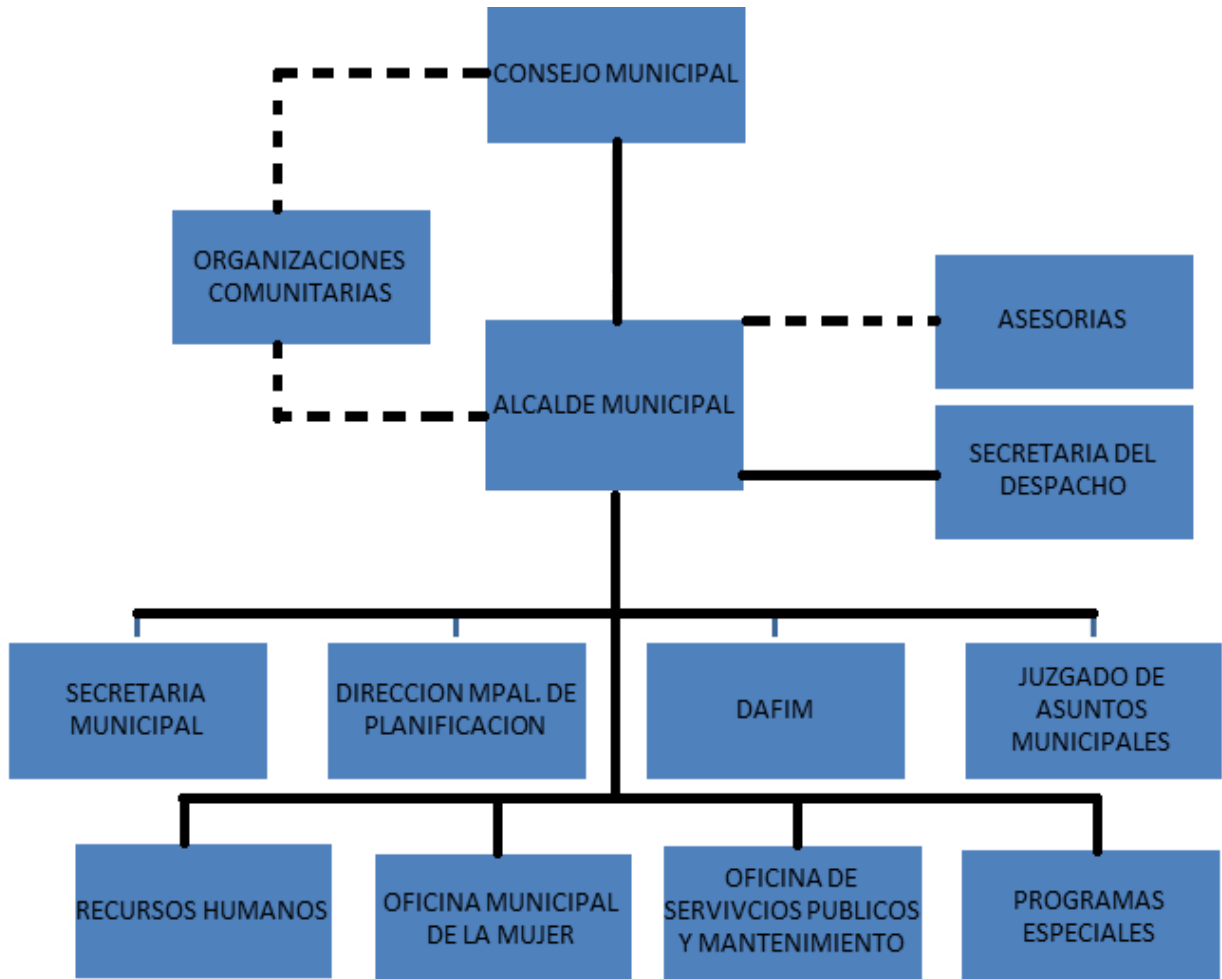 CONSEJO MUNICIPAL
ORGANIZACIONES
COMUNITARIAS
ASESORIAS
ALCALDE MUNICIPAL
SECRETARIA DEL
DESPACHO
SECRETARIA
MUNICIPAL
DIRECCION MPAL. DE
PLANIFICACION
DAFIM
JUZGADO DE
ASUNTOS
MUNICIPALES
RECURSOS HUMANOS
OFICINA MUNICIPAL
DE LA MUJER
OFICINA DE
SERVIVCIOS PUBLICOS
Y MANTENIMIENTO
PROGRAMAS
ESPECIALES